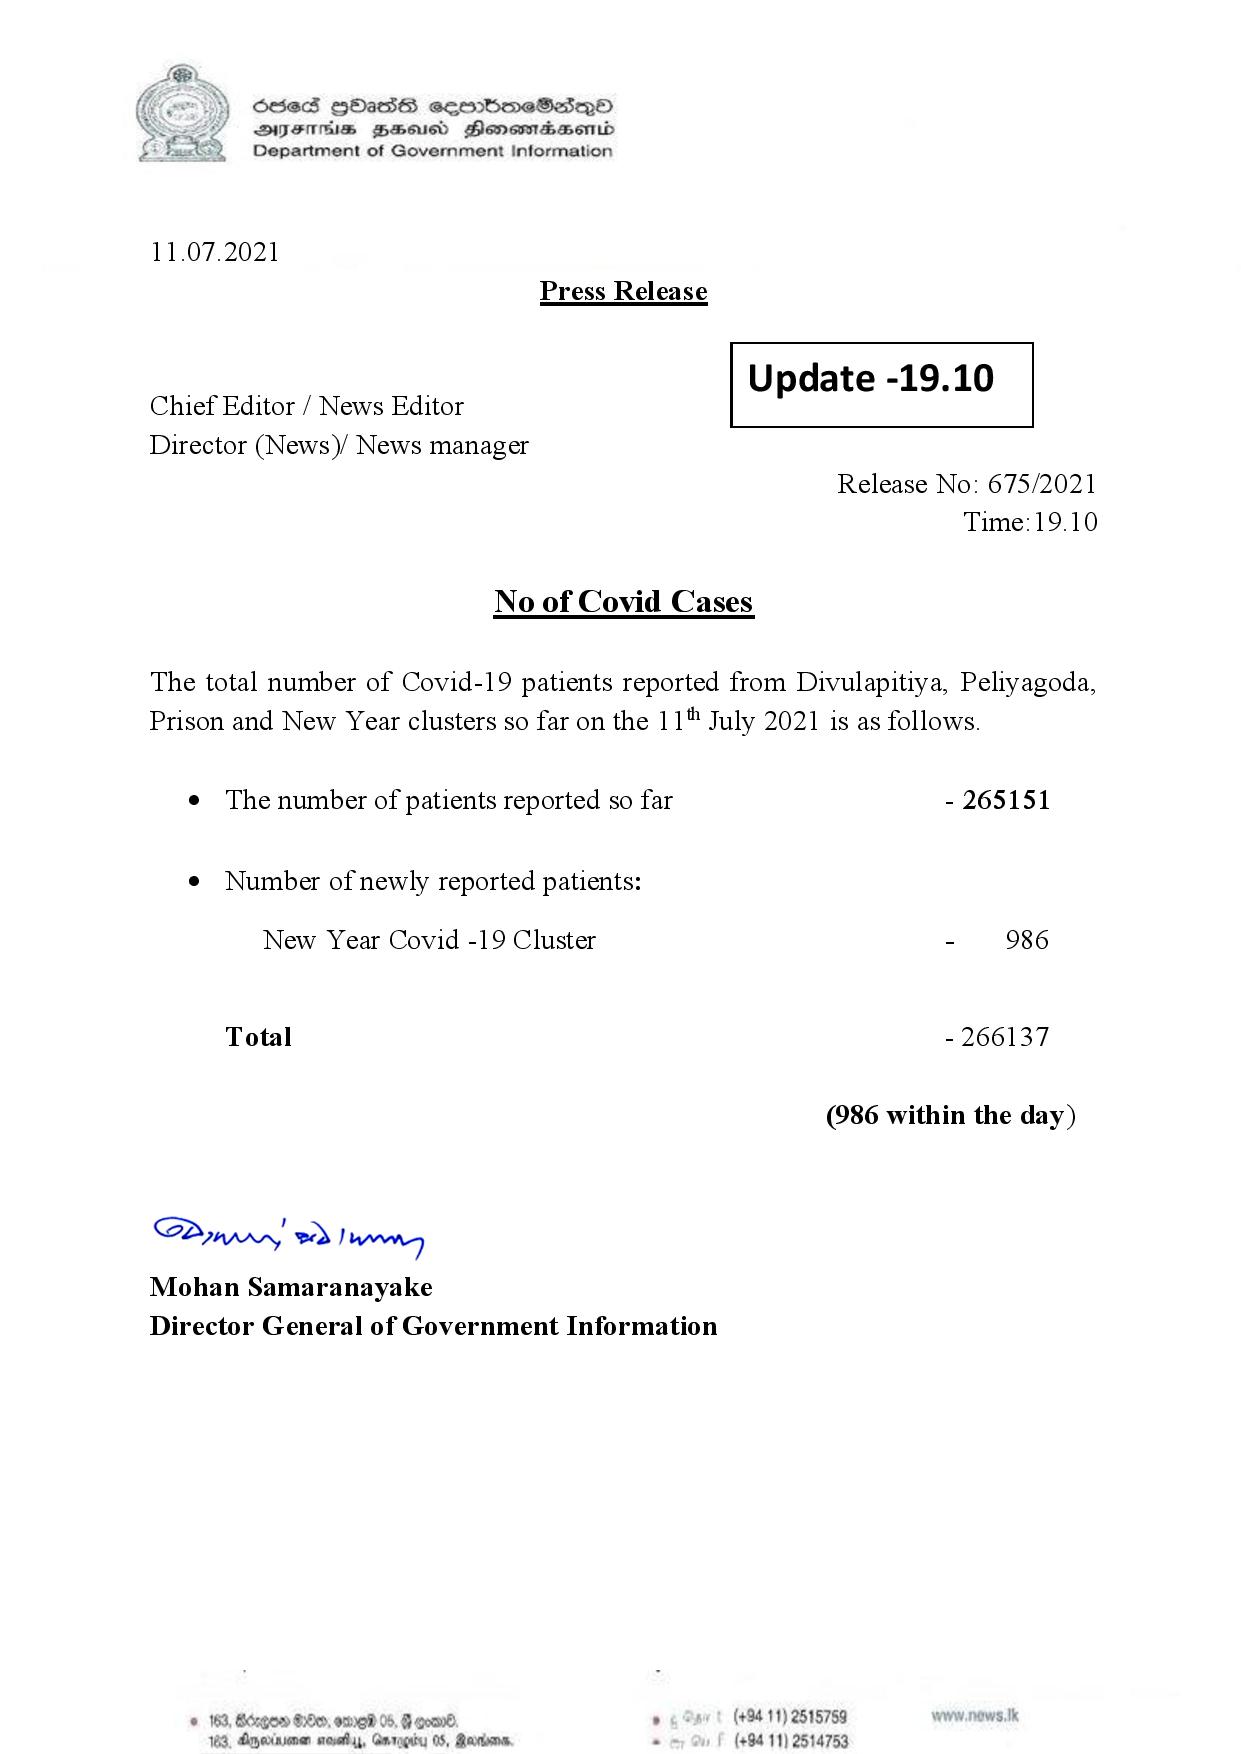 රජයේ ප්‍රවෘත්ති දෙපාර්තමේන්තුව
அரசாங்க தகவல் திணைக்களம்
Department of Government Information
11.07.2021
Press Release
Update -19.10
Chief Editor / News Editor
Director (News)/ News manager
Release No: 675/2021
Time:19.10
No of Covid Cases
The total number of Covid-19 patients reported from Divulapitiya, Peliyagoda,
Prison and New Year clusters so far on the 11th July 2021 is as follows.
• The number of patients reported so far - 265151
• Number of newly reported patients:
New Year Covid -19 Cluster - 986
Total - 266137
(986 within the day)
Mohan Samaranayake
Director General of Government Information
163, කිරුලපන මාවත, කොළඹ 05, ශ්‍රී ලංකාව.
163, கிருலப்பனை எவனியூ, கொழும்பு 05, இலங்கை.
(+94 11) 2515759
(+94 11) 2514753
www.news.lk